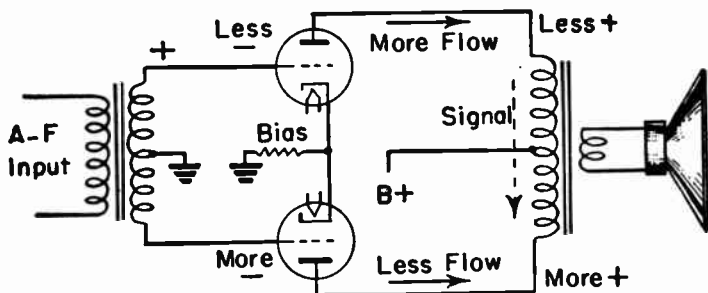 Less
−
+
More Flow
Less +
A-F
Input
Bias
Signal
B+
More
−
Less Flow
More +